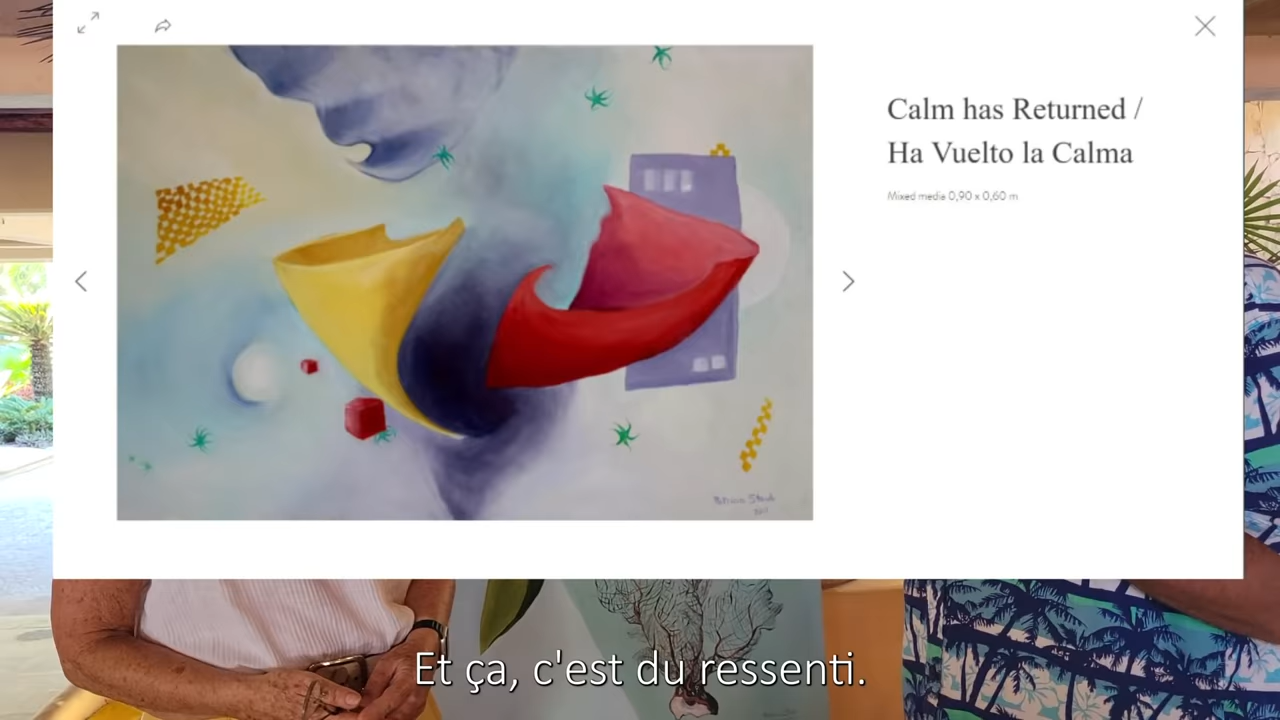 Calm has Returned /
Ha Vuelto la Calma
Mixed media 0,90 x 0,60 m
Et ça, c'est du ressenti.